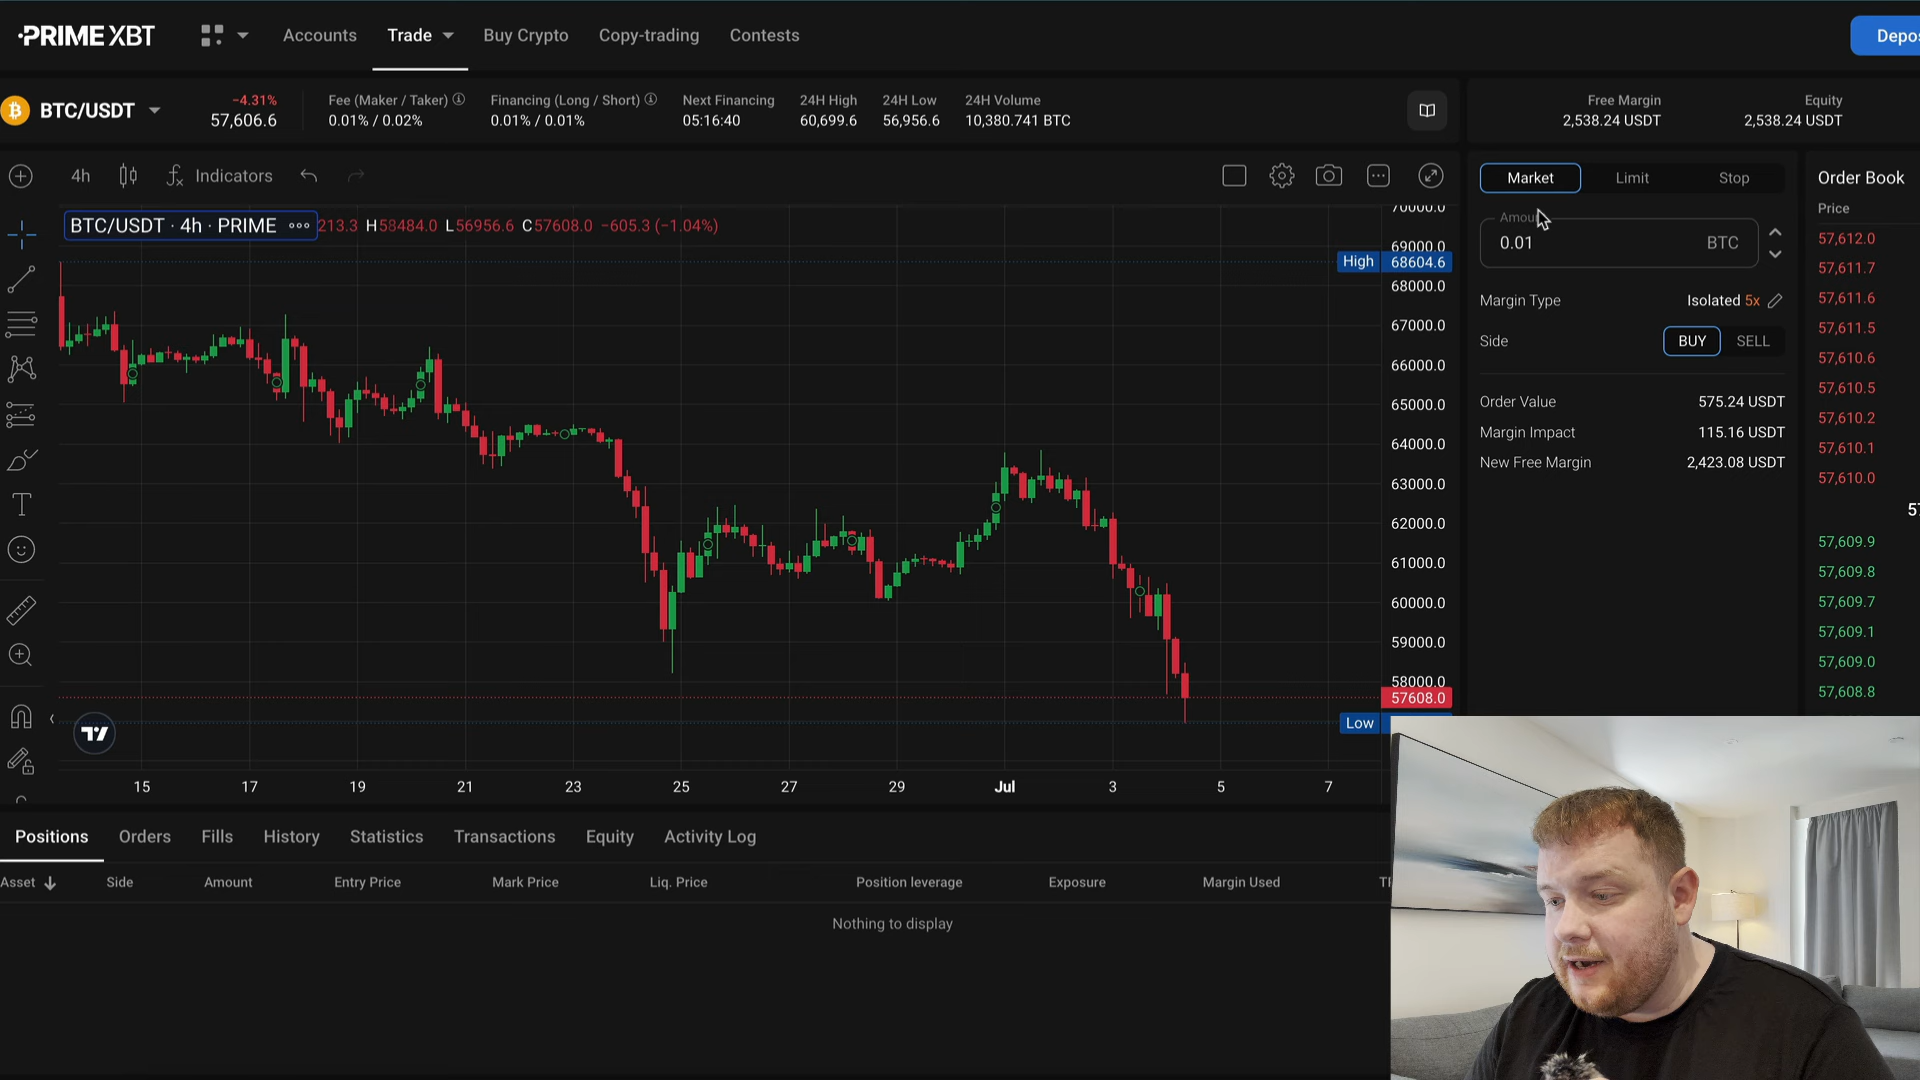 PRIME XBT
Accounts
Trade
Buy Crypto
Copy-trading
Contests
BTC/USDT
−4.31%
57,606.6
Fee (Maker / Taker)
0.01% / 0.02%
Financing (Long / Short)
0.01% / 0.01%
Next Financing
05:16:40
24H High
60,699.6
24H Low
56,956.6
24H Volume
10,380.741 BTC
Free Margin
2,538.24 USDT
Equity
2,538.24 USDT
4h
Indicators
BTC/USDT · 4h · PRIME
213.3 H58484.0 L56956.6 C57608.0 −605.3 (−1.04%)
70000.0
69000.0
High 68604.6
68000.0
67000.0
66000.0
65000.0
64000.0
63000.0
62000.0
61000.0
60000.0
59000.0
58000.0
57608.0
Low
15 17 19 21 23 25 27 29 Jul 3 5 7
Market
Limit
Stop
0.01 BTC
Margin Type Isolated 5x
Side BUY SELL
Order Value 575.24 USDT
Margin Impact 115.16 USDT
New Free Margin 2,423.08 USDT
Order Book
Price
57,612.0
57,611.7
57,611.6
57,611.5
57,610.6
57,610.5
57,610.2
57,610.1
57,610.0
57,609.9
57,609.8
57,609.7
57,609.1
57,609.0
57,608.8
Positions Orders Fills History Statistics Transactions Equity Activity Log
Asset Side Amount Entry Price Mark Price Liq. Price Position leverage Exposure Margin Used
Nothing to display